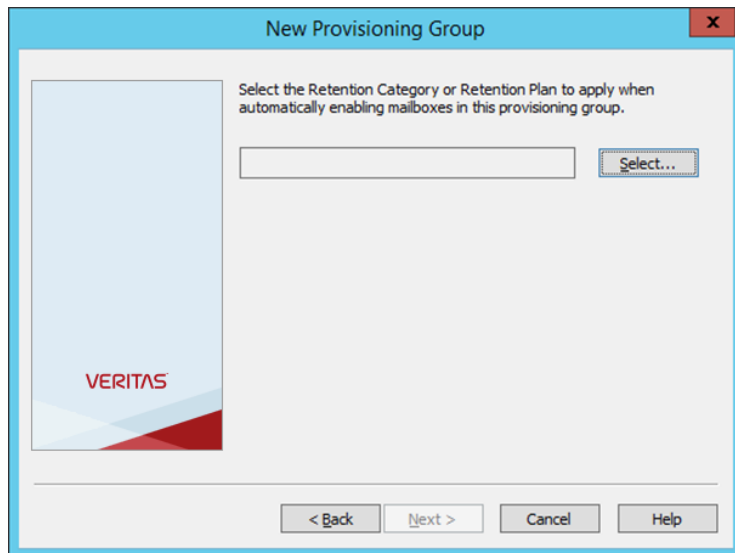 New Provisioning Group
x
Select the Retention Category or Retention Plan to apply when
automatically enabling mailboxes in this provisioning group.
Select...
VERITAS
< Back
Next >
Cancel
Help